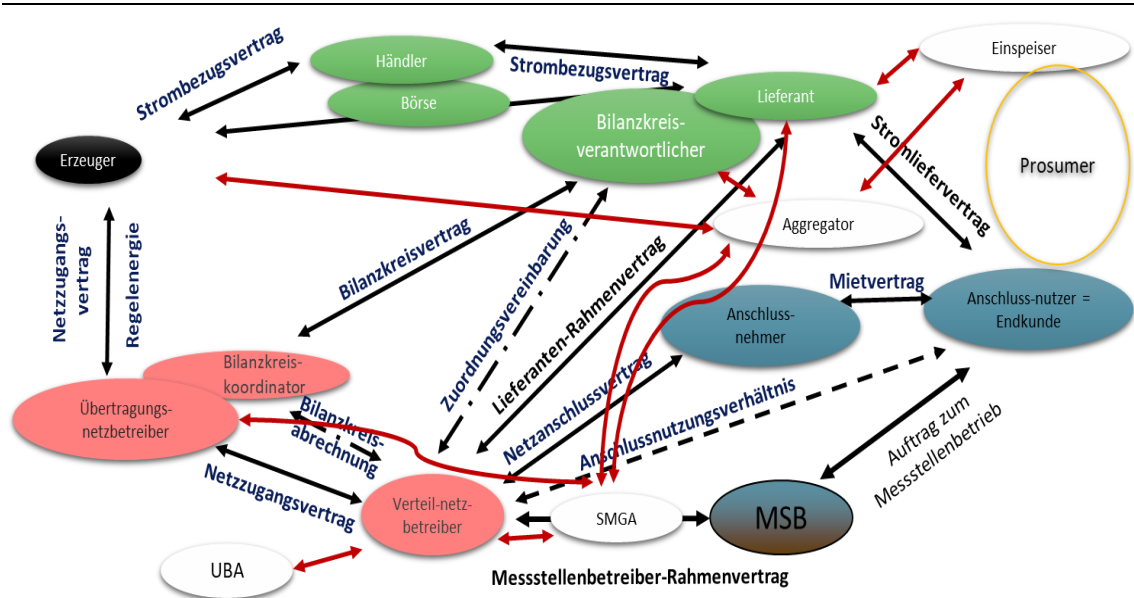 Händler
Börse
Strombezugsvertrag
Strombezugsvertrag
Lieferant
Einspeiser
Bilanzkreis-
verantwortlicher
Erzeuger
Stromliefervertrag
Prosumer
Aggregator
Netzzugangs-
vertrag
Regelenergie
Bilanzkreisvertrag
Zuordnungsvereinbarung
Lieferanten-Rahmenvertrag
Mietvertrag
Anschluss-
nehmer
Anschluss-nutzer =
Endkunde
Bilanzkreis-
koordinator
Übertragungs-
netzbetreiber
Bilanzkreis-
abrechnung
Netzanschlussvertrag
Anschlussnutzungsverhältnis
Auftrag zum
Messstellenbetrieb
Netzzugangsvertrag
Verteil-netz-
betreiber
SMGA
MSB
UBA
Messstellenbetreiber-Rahmenvertrag